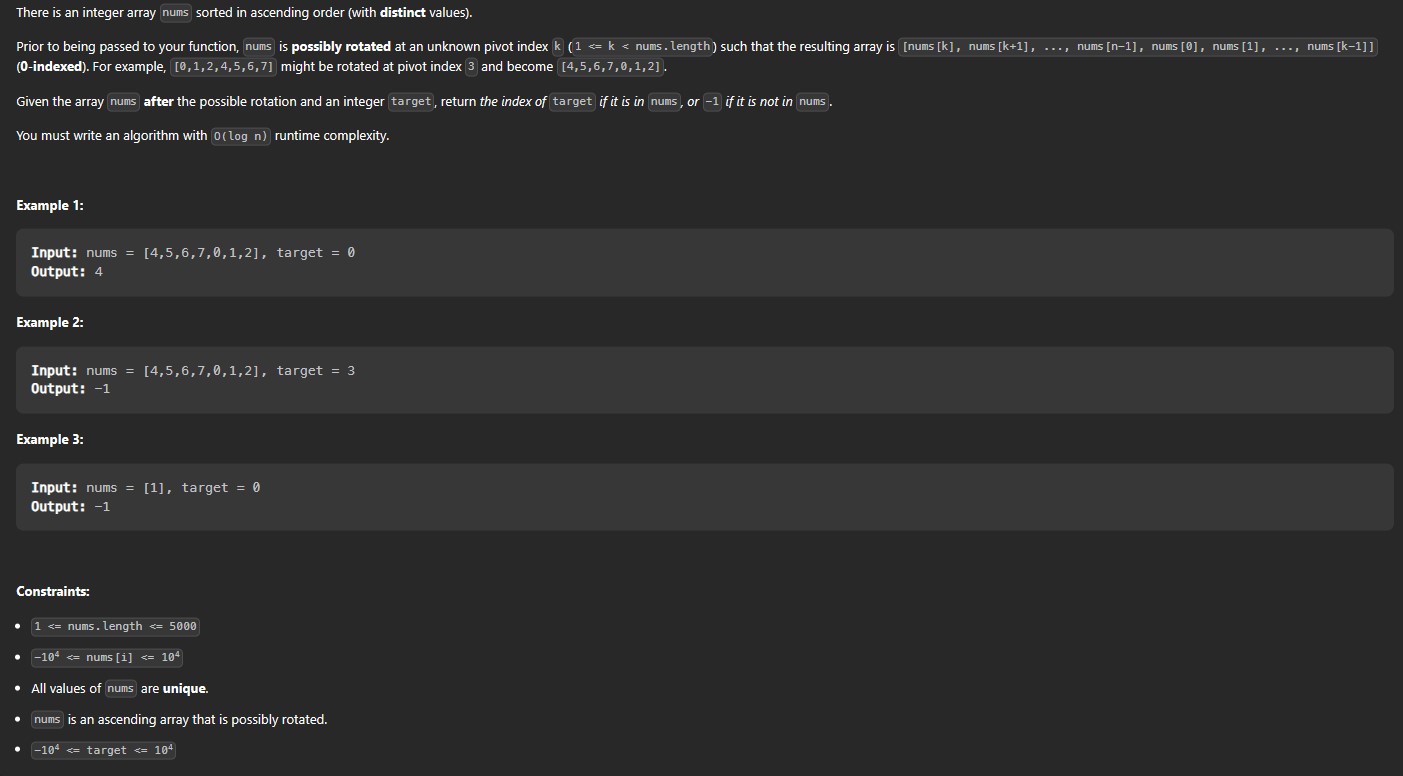 There is an integer array nums sorted in ascending order (with distinct values).
Prior to being passed to your function, nums is possibly rotated at an unknown pivot index k (1 <= k < nums.length) such that the resulting array is [nums[k], nums[k+1], ..., nums[n-1], nums[0], nums[1], ..., nums[k-1]]
(0-indexed). For example, [0,1,2,4,5,6,7] might be rotated at pivot index 3 and become [4,5,6,7,0,1,2].
Given the array nums after the possible rotation and an integer target, return the index of target if it is in nums, or -1 if it is not in nums.
You must write an algorithm with O(log n) runtime complexity.
Example 1:
Input: nums = [4,5,6,7,0,1,2], target = 0
Output: 4
Example 2:
Input: nums = [4,5,6,7,0,1,2], target = 3
Output: -1
Example 3:
Input: nums = [1], target = 0
Output: -1
Constraints:
• 1 <= nums.length <= 5000
• -10⁴ <= nums[i] <= 10⁴
• All values of nums are unique.
• nums is an ascending array that is possibly rotated.
• -10⁴ <= target <= 10⁴